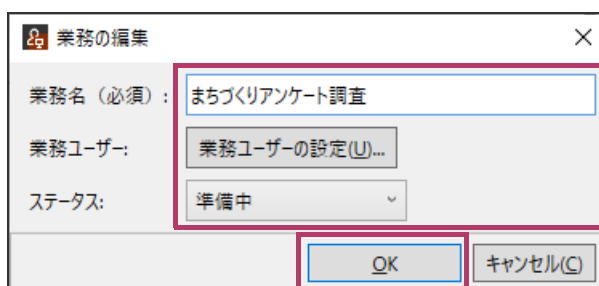 業務の編集
業務名（必須）: まちづくりアンケート調査
業務ユーザー: 業務ユーザーの設定(U)...
ステータス: 準備中
OK キャンセル(C)